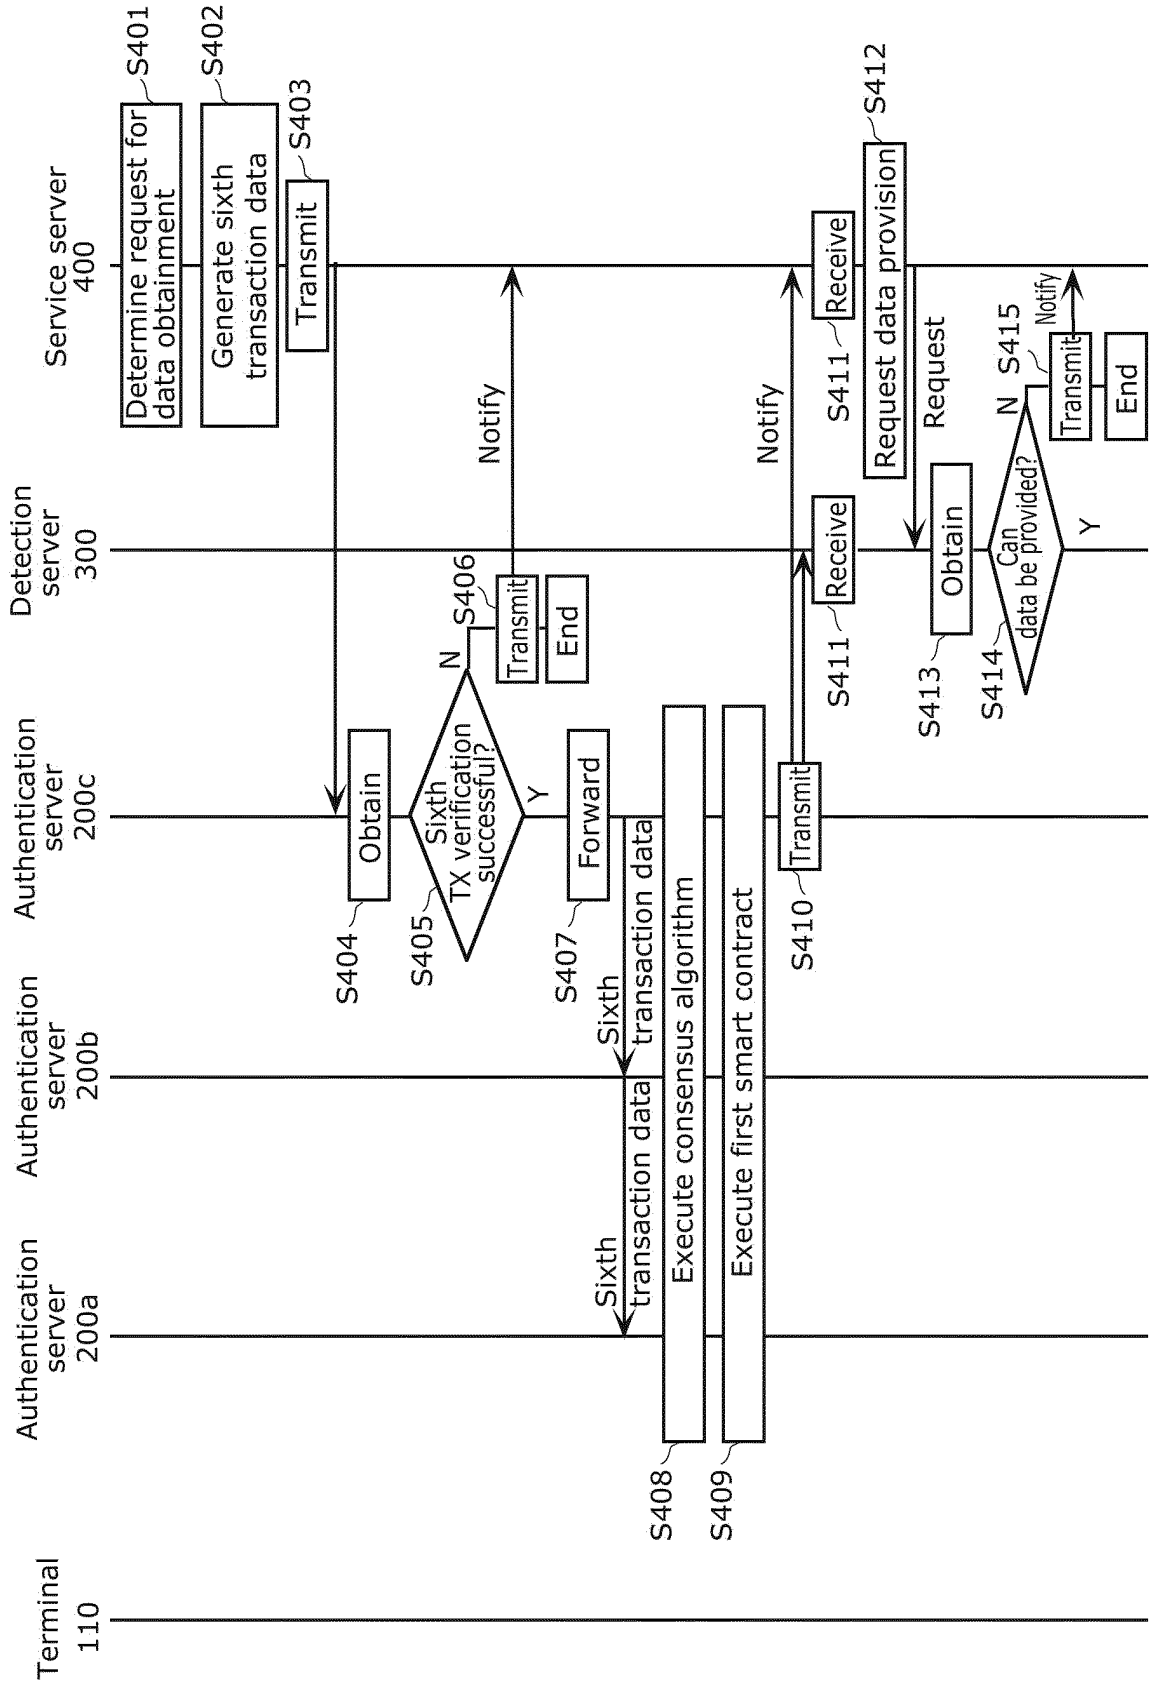 Terminal
110
Authentication
server
200a
Authentication
server
200b
Authentication
server
200c
Detection
server
300
Service server
400
Determine request for
data obtainment
S401
Generate sixth
transaction data
S402
Transmit
S403
S404
Obtain
S405
Sixth
TX verification
successful?
N
Y
S406
Transmit
End
Notify
S407
Forward
Sixth
transaction data
Sixth
transaction data
S408
Execute consensus algorithm
S409
Execute first smart contract
S410
Transmit
Notify
S411
Receive
S411
Receive
S412
Request data provision
Request
S413
Obtain
S414
Can
data be provided?
N
Y
S415
Transmit
Notify
End